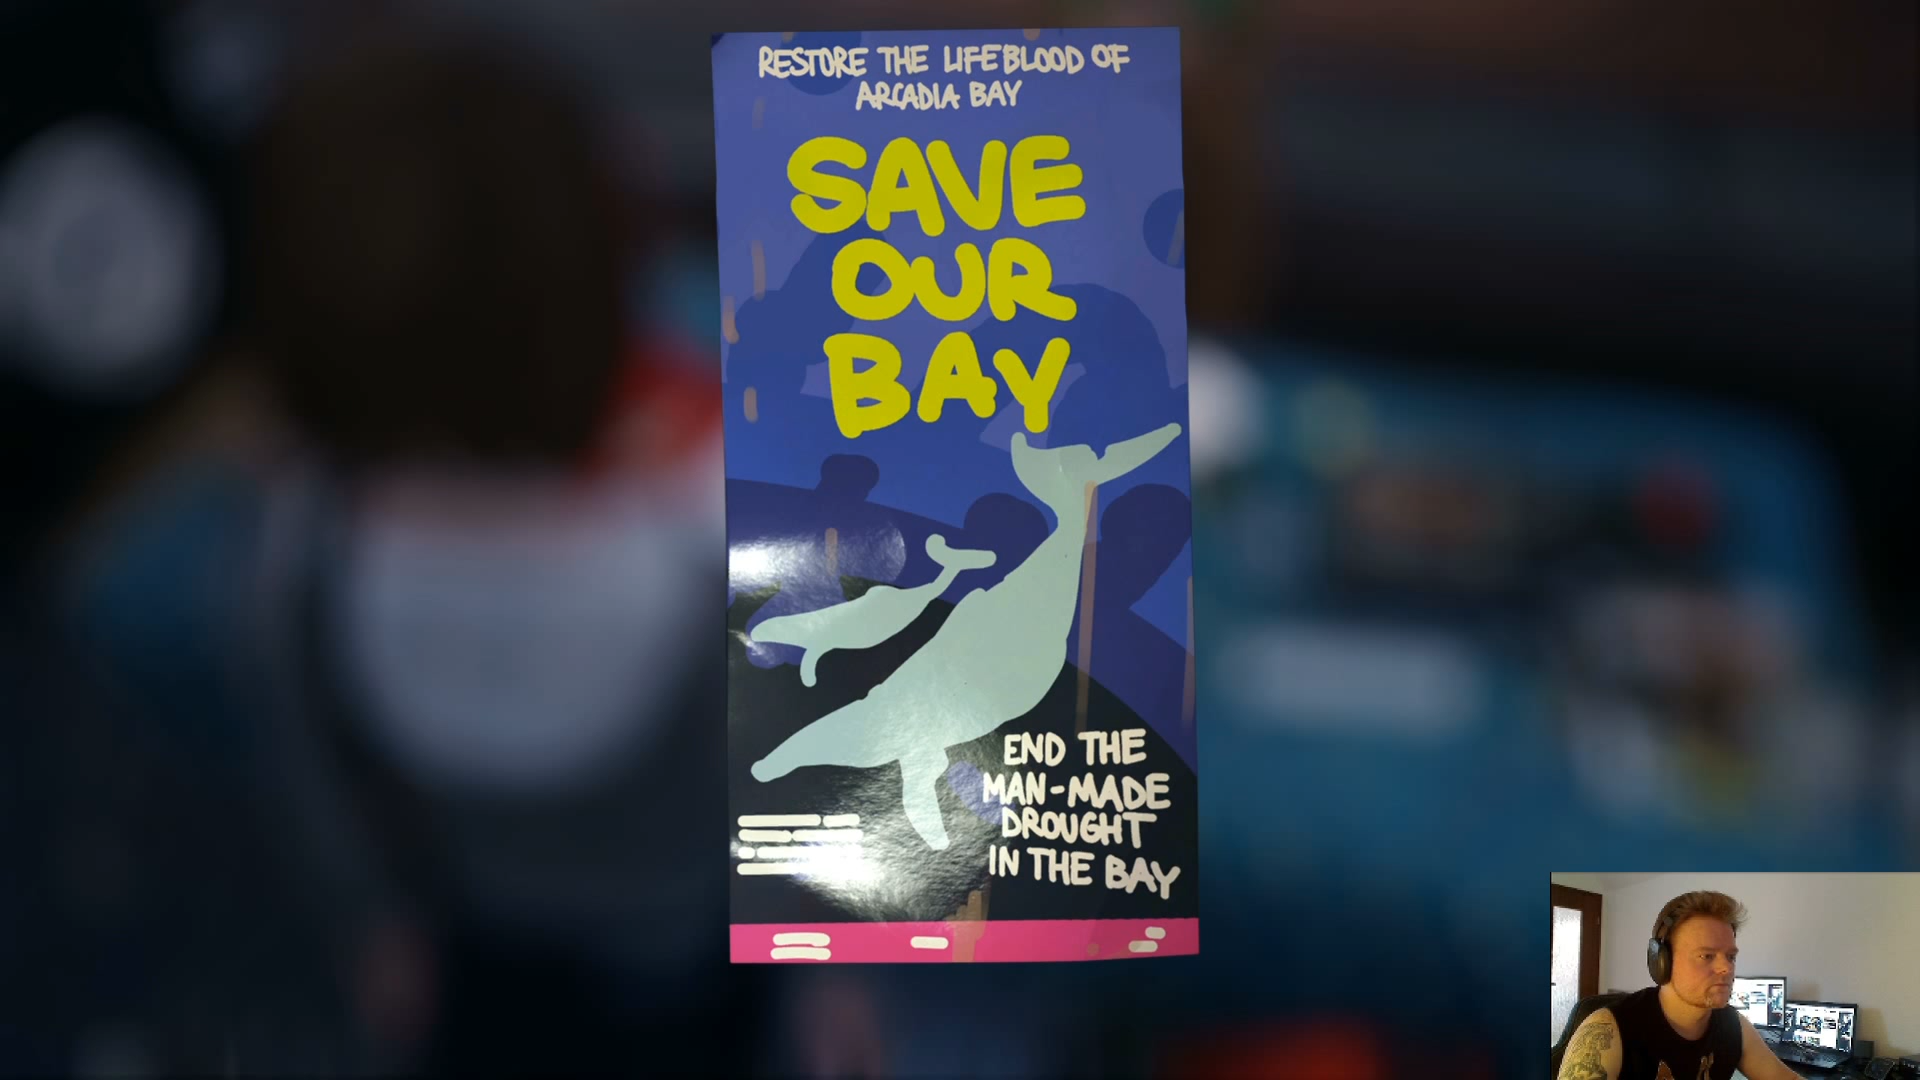 RESTORE THE LIFEBLOOD OF
ARCADIA BAY
SAVE
OUR
BAY
END THE
MAN-MADE
DROUGHT
IN THE BAY